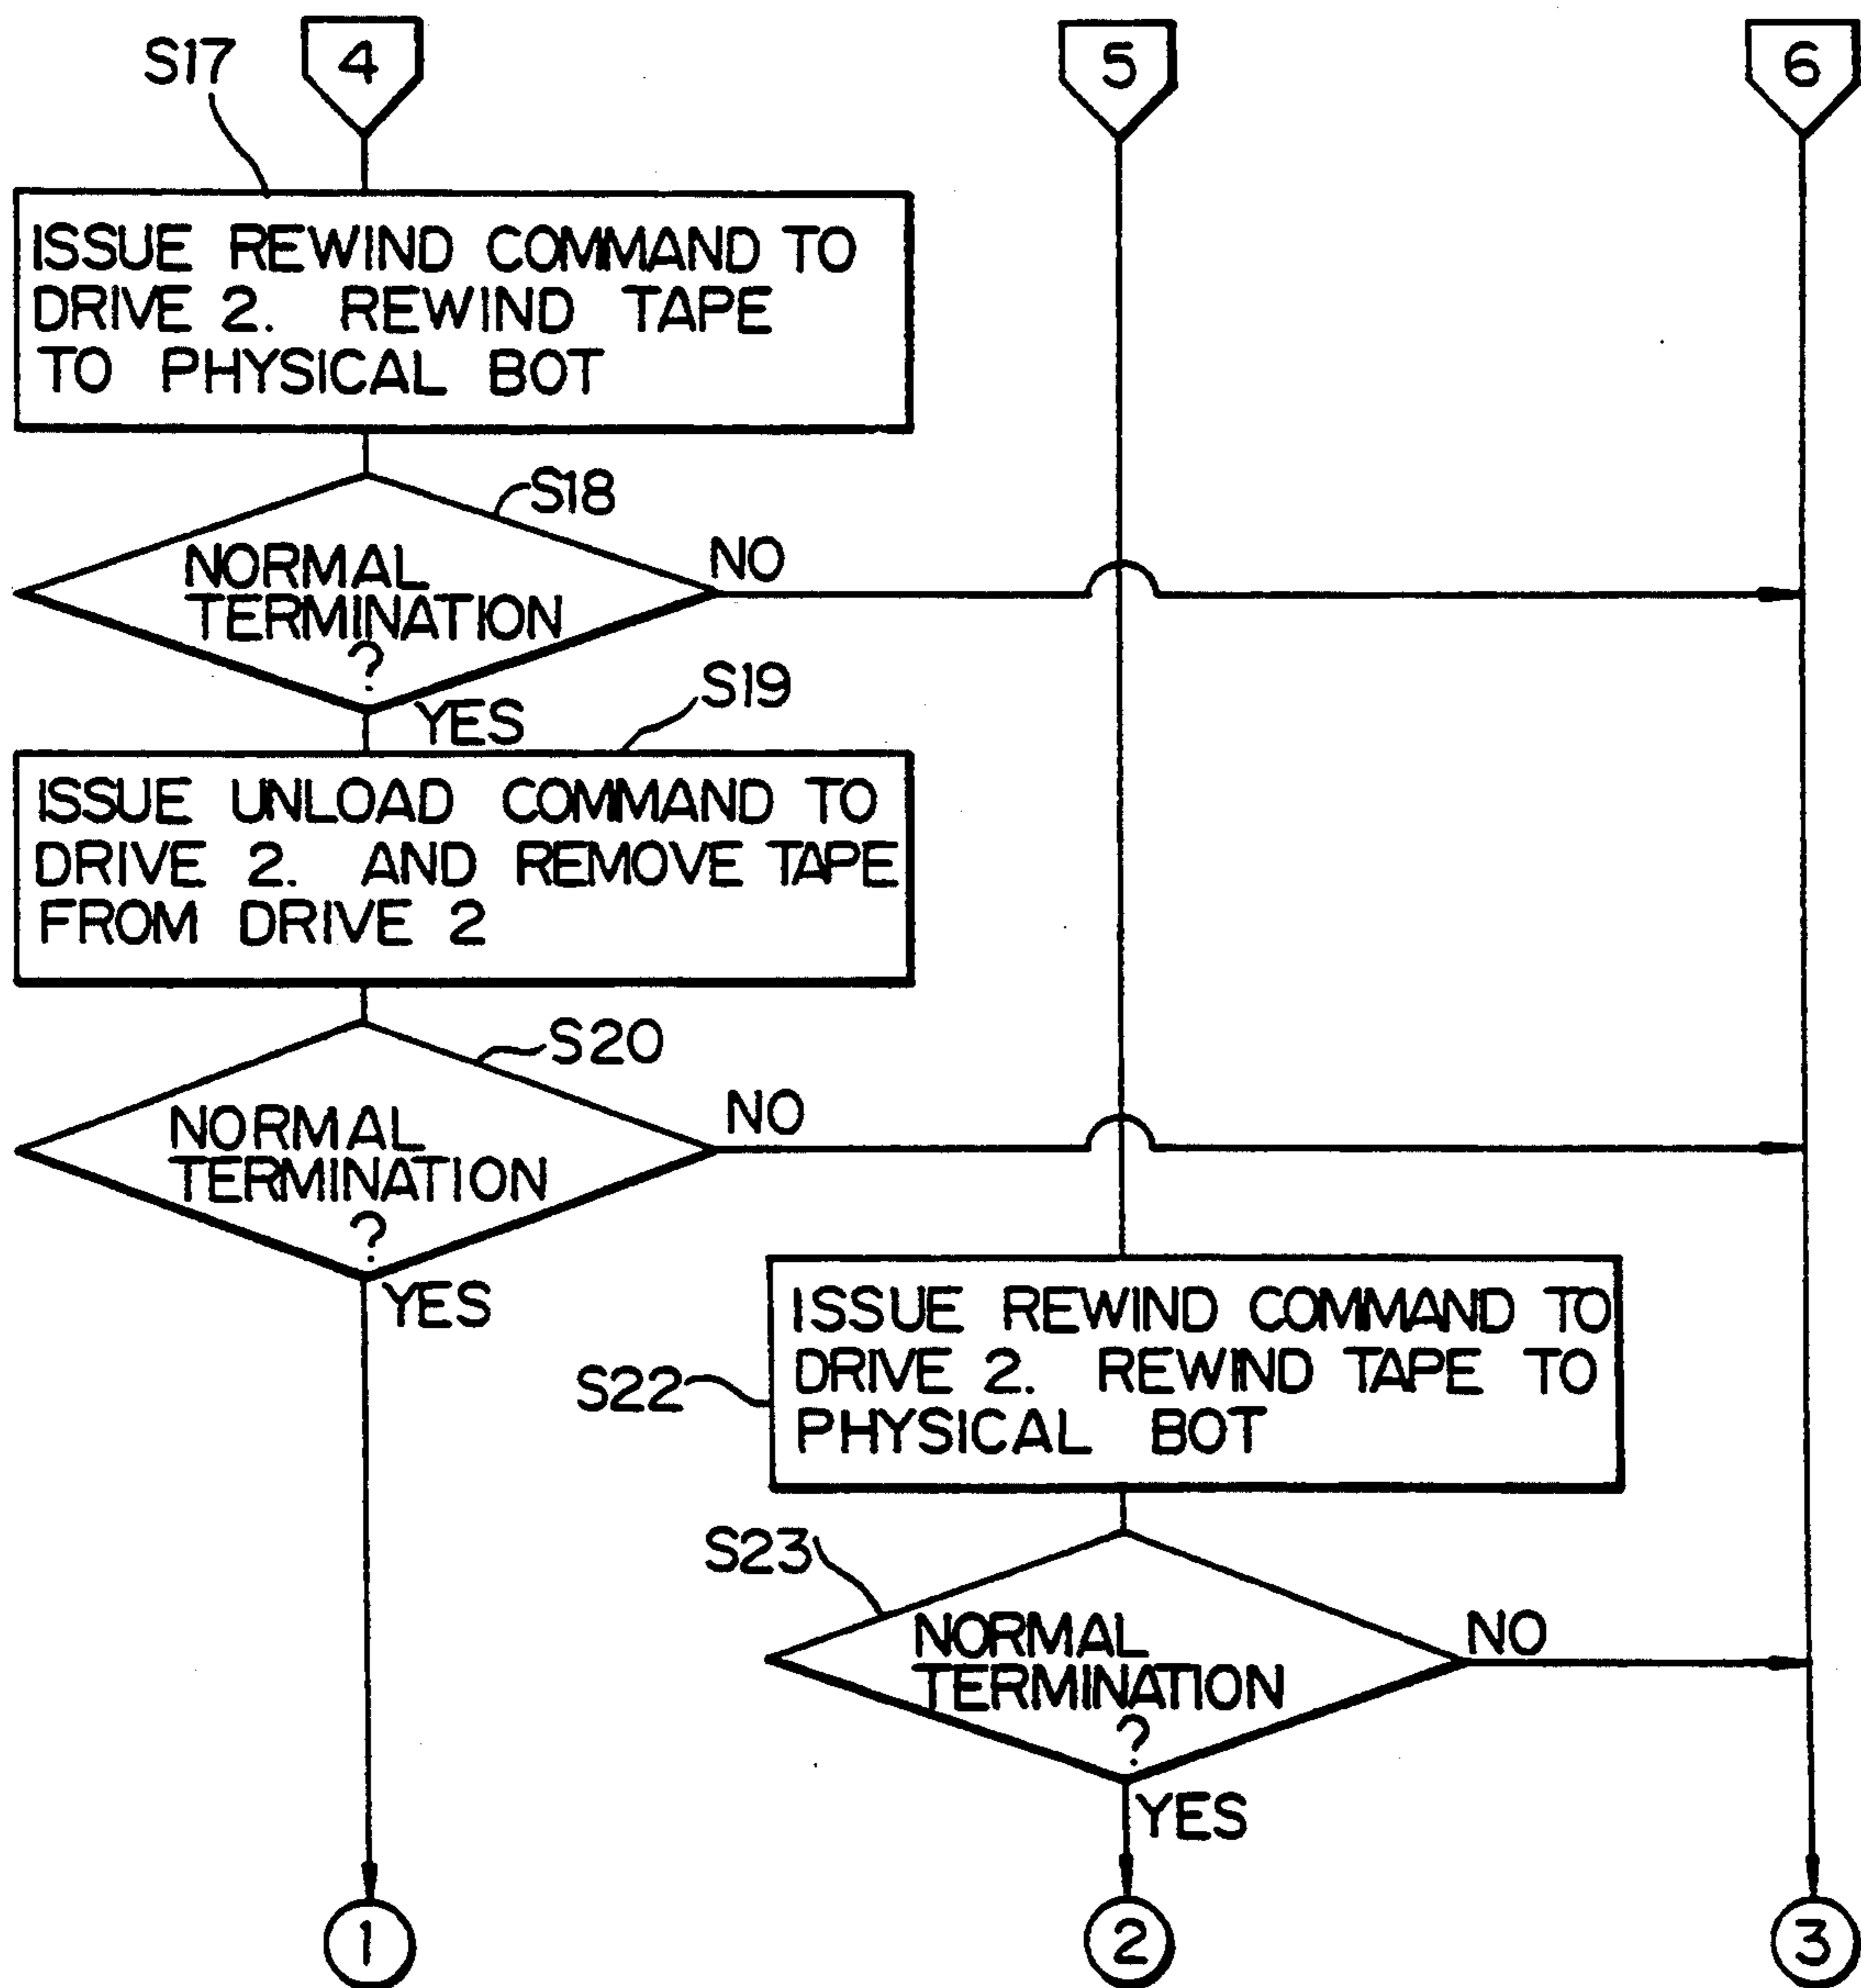 S17
4
5
6
ISSUE REWIND COMMAND TO
DRIVE 2. REWIND TAPE
TO PHYSICAL BOT
S18
NORMAL
TERMINATION
?
NO
YES
S19
ISSUE UNLOAD COMMAND TO
DRIVE 2. AND REMOVE TAPE
FROM DRIVE 2
S20
NORMAL
TERMINATION
?
NO
YES
S22
ISSUE REWIND COMMAND TO
DRIVE 2. REWIND TAPE TO
PHYSICAL BOT
S23
NORMAL
TERMINATION
?
NO
YES
1
2
3